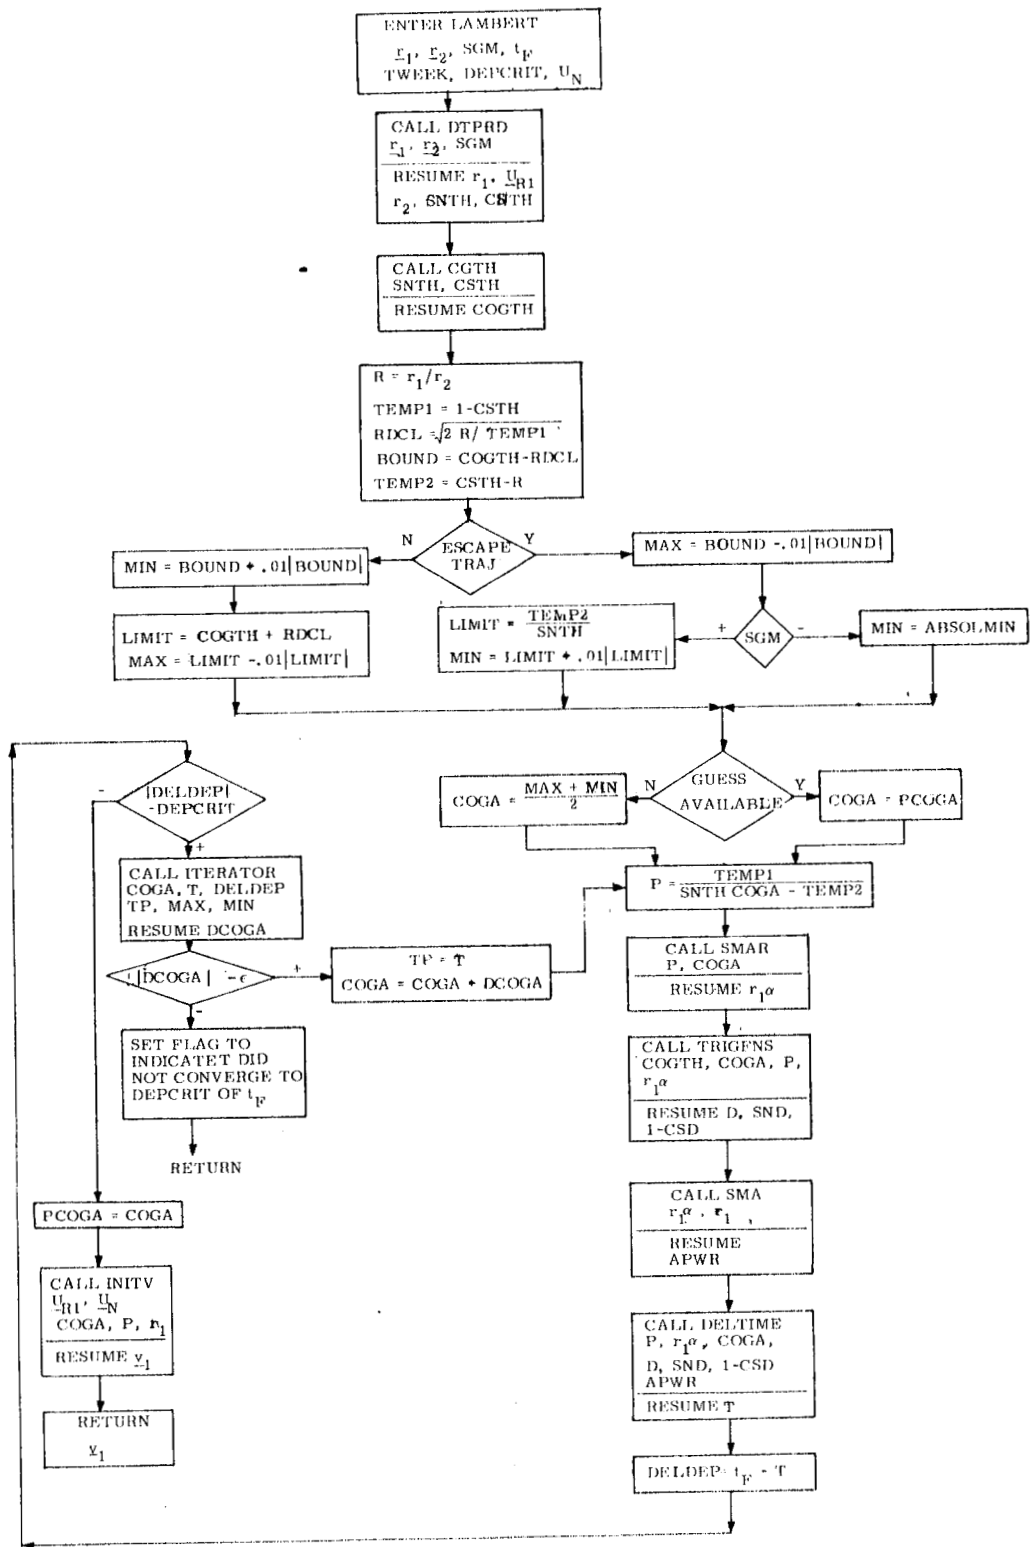 ENTER LAMBERT
r1, r2, SGM, tF
TWEEK, DEPCRIT, UN
CALL DTPRD
r1, r2, SGM
RESUME r1, UR1
r2, SNTH, CSTH
CALL CGTH
SNTH, CSTH
RESUME COGTH
R = r1/r2
TEMP1 = 1-CSTH
RDCL = √2 R/ TEMP1
BOUND = COGTH-RDCL
TEMP2 = CSTH-R
N
ESCAPE
TRAJ
Y
MIN = BOUND + .01|BOUND|
MAX = BOUND -.01|BOUND|
LIMIT = COGTH + RDCL
MAX = LIMIT -.01|LIMIT|
LIMIT = TEMP2
SNTH
MIN = LIMIT + .01|LIMIT|
+
SGM
-
MIN = ABSOLMIN
-
|DELDEP|
-DEPCRIT
+
COGA = MAX + MIN
2
N
GUESS
AVAILABLE
Y
COGA = PCOGA
CALL ITERATOR
COGA, T, DELDEP
TP, MAX, MIN
RESUME DCOGA
P = TEMP1
SNTH COGA - TEMP2
|DCOGA| - ϵ
+
-
TP = T
COGA = COGA + DCOGA
CALL SMAR
P, COGA
RESUME r1α
SET FLAG TO
INDICATET DID
NOT CONVERGE TO
DEPCRIT OF tF
RETURN
CALL TRIGFNS
COGTH, COGA, P,
r1α
RESUME D, SND,
1-CSD
PCOGA = COGA
CALL SMA
r1α, r1
RESUME
APWR
CALL INITV
UR1, UN
COGA, P, r1
RESUME v1
CALL DELTIME
P, r1α, COGA,
D, SND, 1-CSD
APWR
RESUME T
RETURN
v1
DELDEP= tF - T